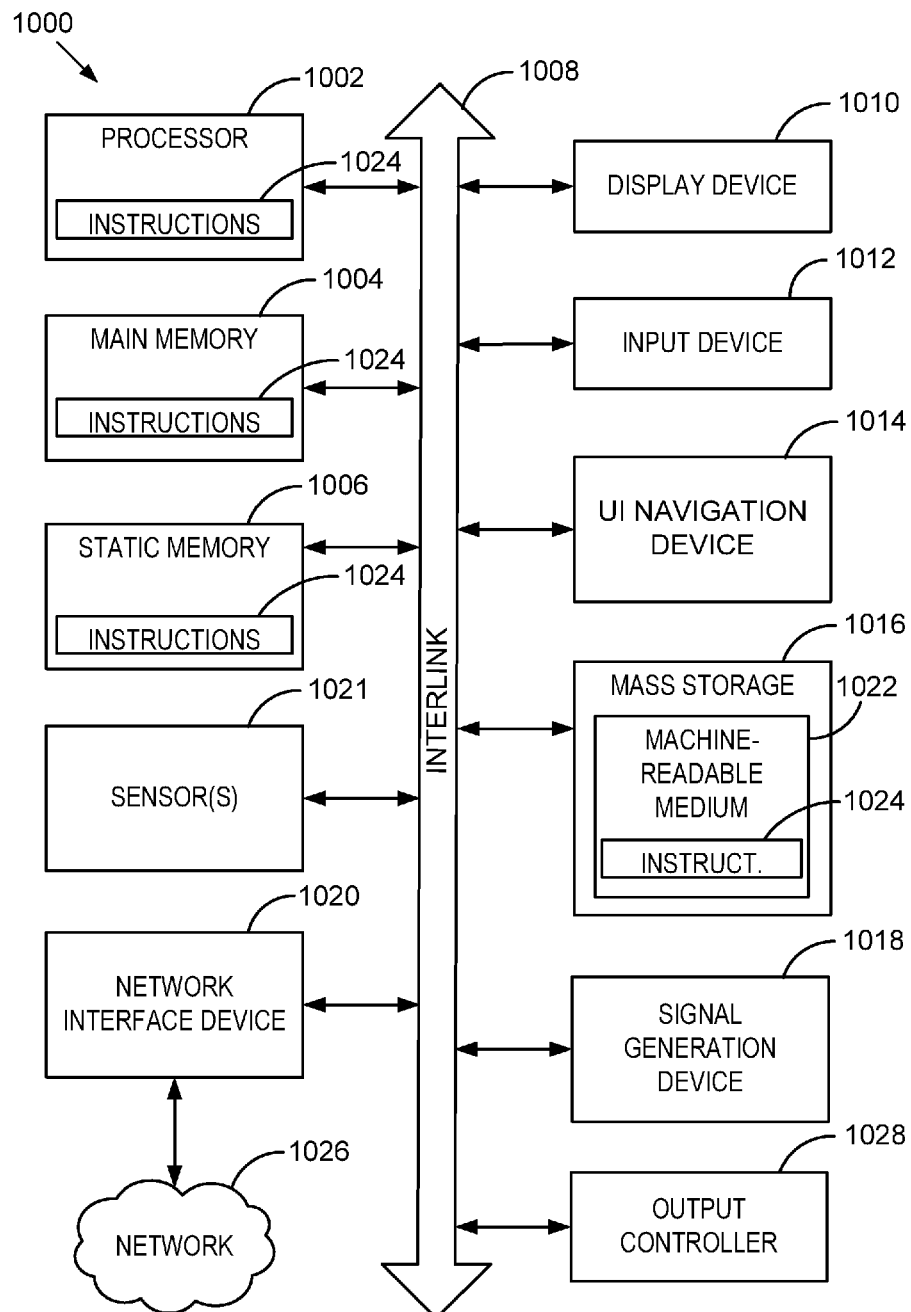 1000
1002
PROCESSOR
1024
INSTRUCTIONS
1004
MAIN MEMORY
1024
INSTRUCTIONS
1006
STATIC MEMORY
1024
INSTRUCTIONS
1021
SENSOR(S)
1020
NETWORK
INTERFACE DEVICE
1026
NETWORK
1008
INTERLINK
1010
DISPLAY DEVICE
1012
INPUT DEVICE
1014
UI NAVIGATION
DEVICE
1016
MASS STORAGE
1022
MACHINE-
READABLE
MEDIUM
1024
INSTRUCT.
1018
SIGNAL
GENERATION
DEVICE
1028
OUTPUT
CONTROLLER